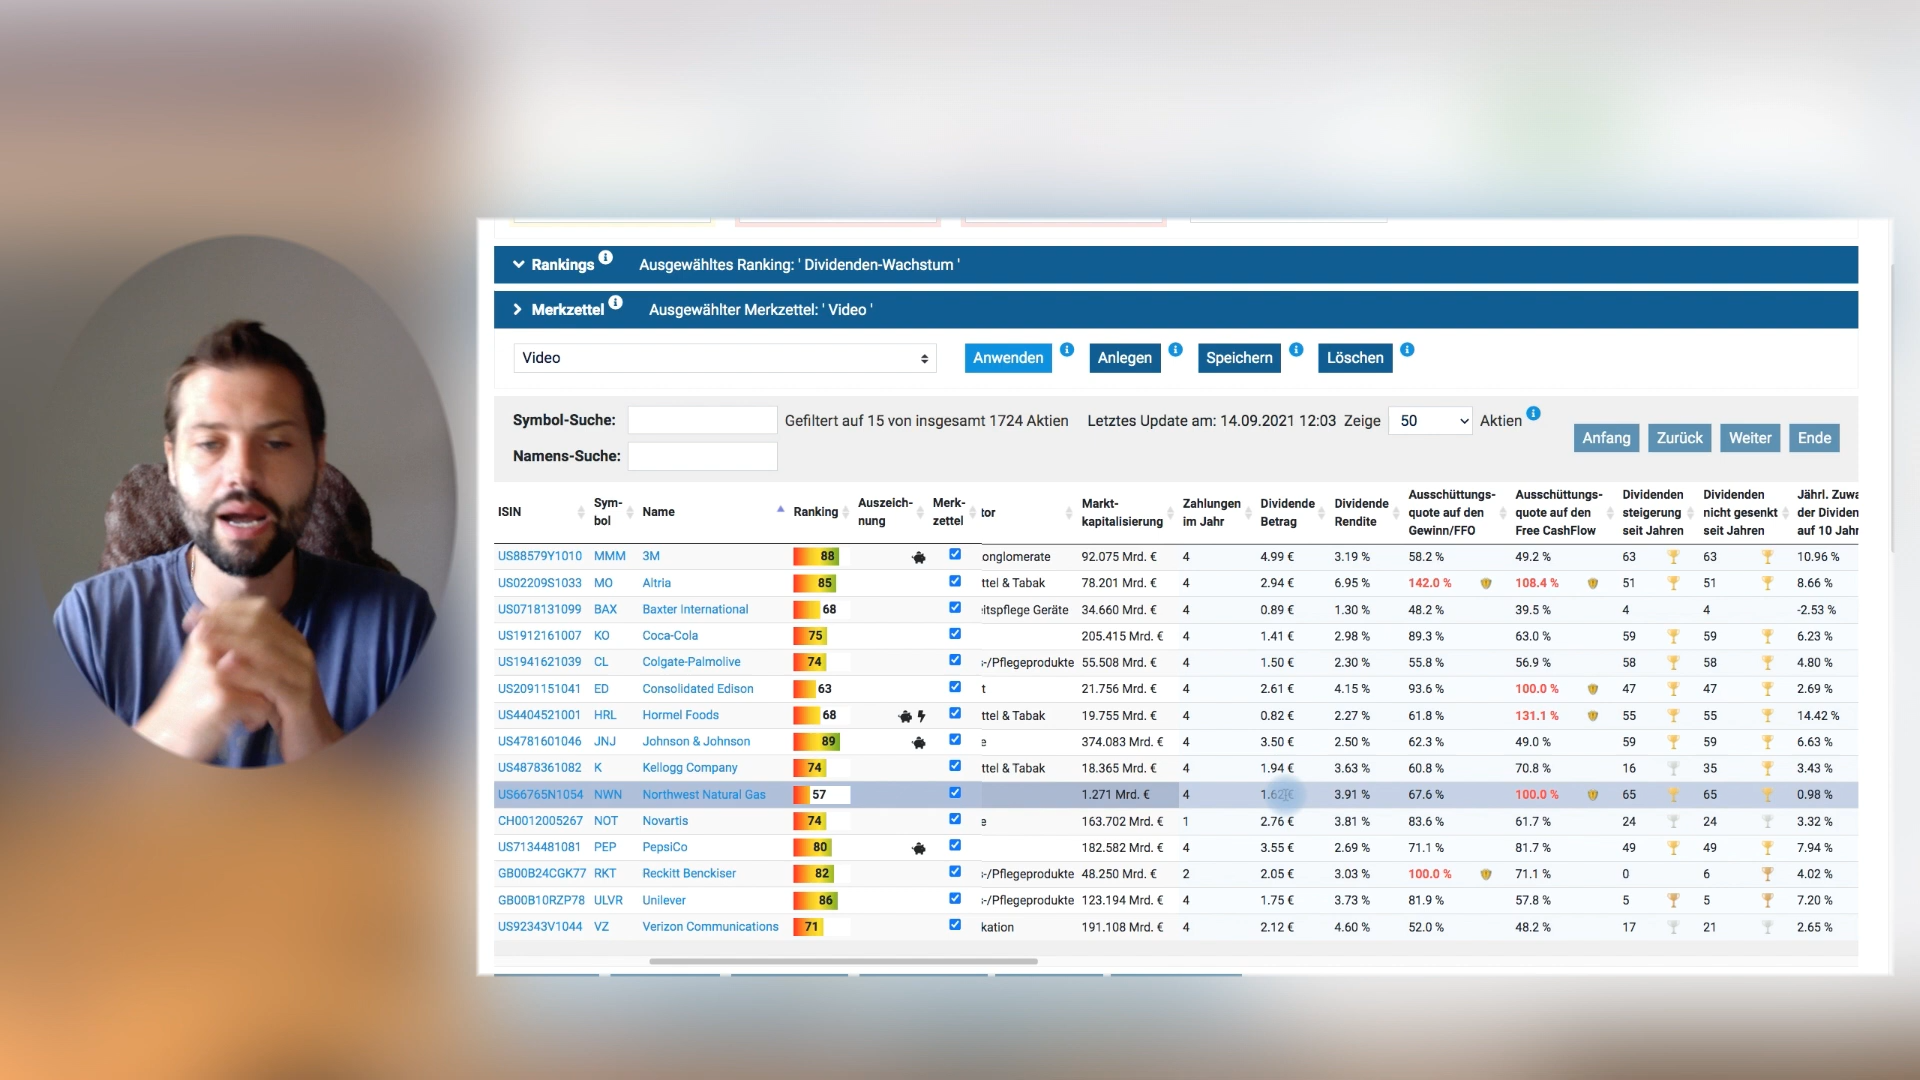 Rankings Ausgewähltes Ranking: ' Dividenden-Wachstum '
Merkzettel Ausgewählter Merkzettel: ' Video '
Video Anwenden Anlegen Speichern Löschen
Symbol-Suche: Gefiltert auf 15 von insgesamt 1724 Aktien Letztes Update am: 14.09.2021 12:03 Zeige 50 Aktien
Anfang Zurück Weiter Ende
Namens-Suche:
ISIN Sym-bol Name Ranking Auszeich-nung Merk-zettel tor Markt-kapitalisierung Zahlungen im Jahr Dividende Betrag Dividende Rendite Ausschüttungs-quote auf den Gewinn/FFO Ausschüttungs-quote auf den Free CashFlow Dividenden steigerung seit Jahren Dividenden nicht gesenkt seit Jahren Jährl. Zuwa der Dividen auf 10 Jahr
US88579Y1010 MMM 3M 88 onglomerate 92.075 Mrd. € 4 4.99 € 3.19 % 58.2 % 49.2 % 63 63 10.96 %
US02209S1033 MO Altria 85 ttel & Tabak 78.201 Mrd. € 4 2.94 € 6.95 % 142.0 % 108.4 % 51 51 8.66 %
US0718131099 BAX Baxter International 68 itspflege Geräte 34.660 Mrd. € 4 0.89 € 1.30 % 48.2 % 39.5 % 4 4 -2.53 %
US1912161007 KO Coca-Cola 75 205.415 Mrd. € 4 1.41 € 2.98 % 89.3 % 63.0 % 59 59 6.23 %
US1941621039 CL Colgate-Palmolive 74 -/Pflegeprodukte 55.508 Mrd. € 4 1.50 € 2.30 % 55.8 % 56.9 % 58 58 4.80 %
US2091151041 ED Consolidated Edison 63 t 21.756 Mrd. € 4 2.61 € 4.15 % 93.6 % 100.0 % 47 47 2.69 %
US4404521001 HRL Hormel Foods 68 ttel & Tabak 19.755 Mrd. € 4 0.82 € 2.27 % 61.8 % 131.1 % 55 55 14.42 %
US4781601046 JNJ Johnson & Johnson 89 e 374.083 Mrd. € 4 3.50 € 2.50 % 62.3 % 49.0 % 59 59 6.63 %
US4878361082 K Kellogg Company 74 ttel & Tabak 18.365 Mrd. € 4 1.94 € 3.63 % 60.8 % 70.8 % 16 35 3.43 %
US66765N1054 NWN Northwest Natural Gas 57 1.271 Mrd. € 4 1.62 € 3.91 % 67.6 % 100.0 % 65 65 0.98 %
CH0012005267 NOT Novartis 74 e 163.702 Mrd. € 1 2.76 € 3.81 % 83.6 % 61.7 % 24 24 3.32 %
US7134481081 PEP PepsiCo 80 182.582 Mrd. € 4 3.55 € 2.69 % 71.1 % 81.7 % 49 49 7.94 %
GB00B24CGK77 RKT Reckitt Benckiser 82 -/Pflegeprodukte 48.250 Mrd. € 2 2.05 € 3.03 % 100.0 % 71.1 % 0 6 4.02 %
GB00B10RZP78 ULVR Unilever 86 -/Pflegeprodukte 123.194 Mrd. € 4 1.75 € 3.73 % 81.9 % 57.8 % 5 5 7.20 %
US92343V1044 VZ Verizon Communications 71 kation 191.108 Mrd. € 4 2.12 € 4.60 % 52.0 % 48.2 % 17 21 2.65 %